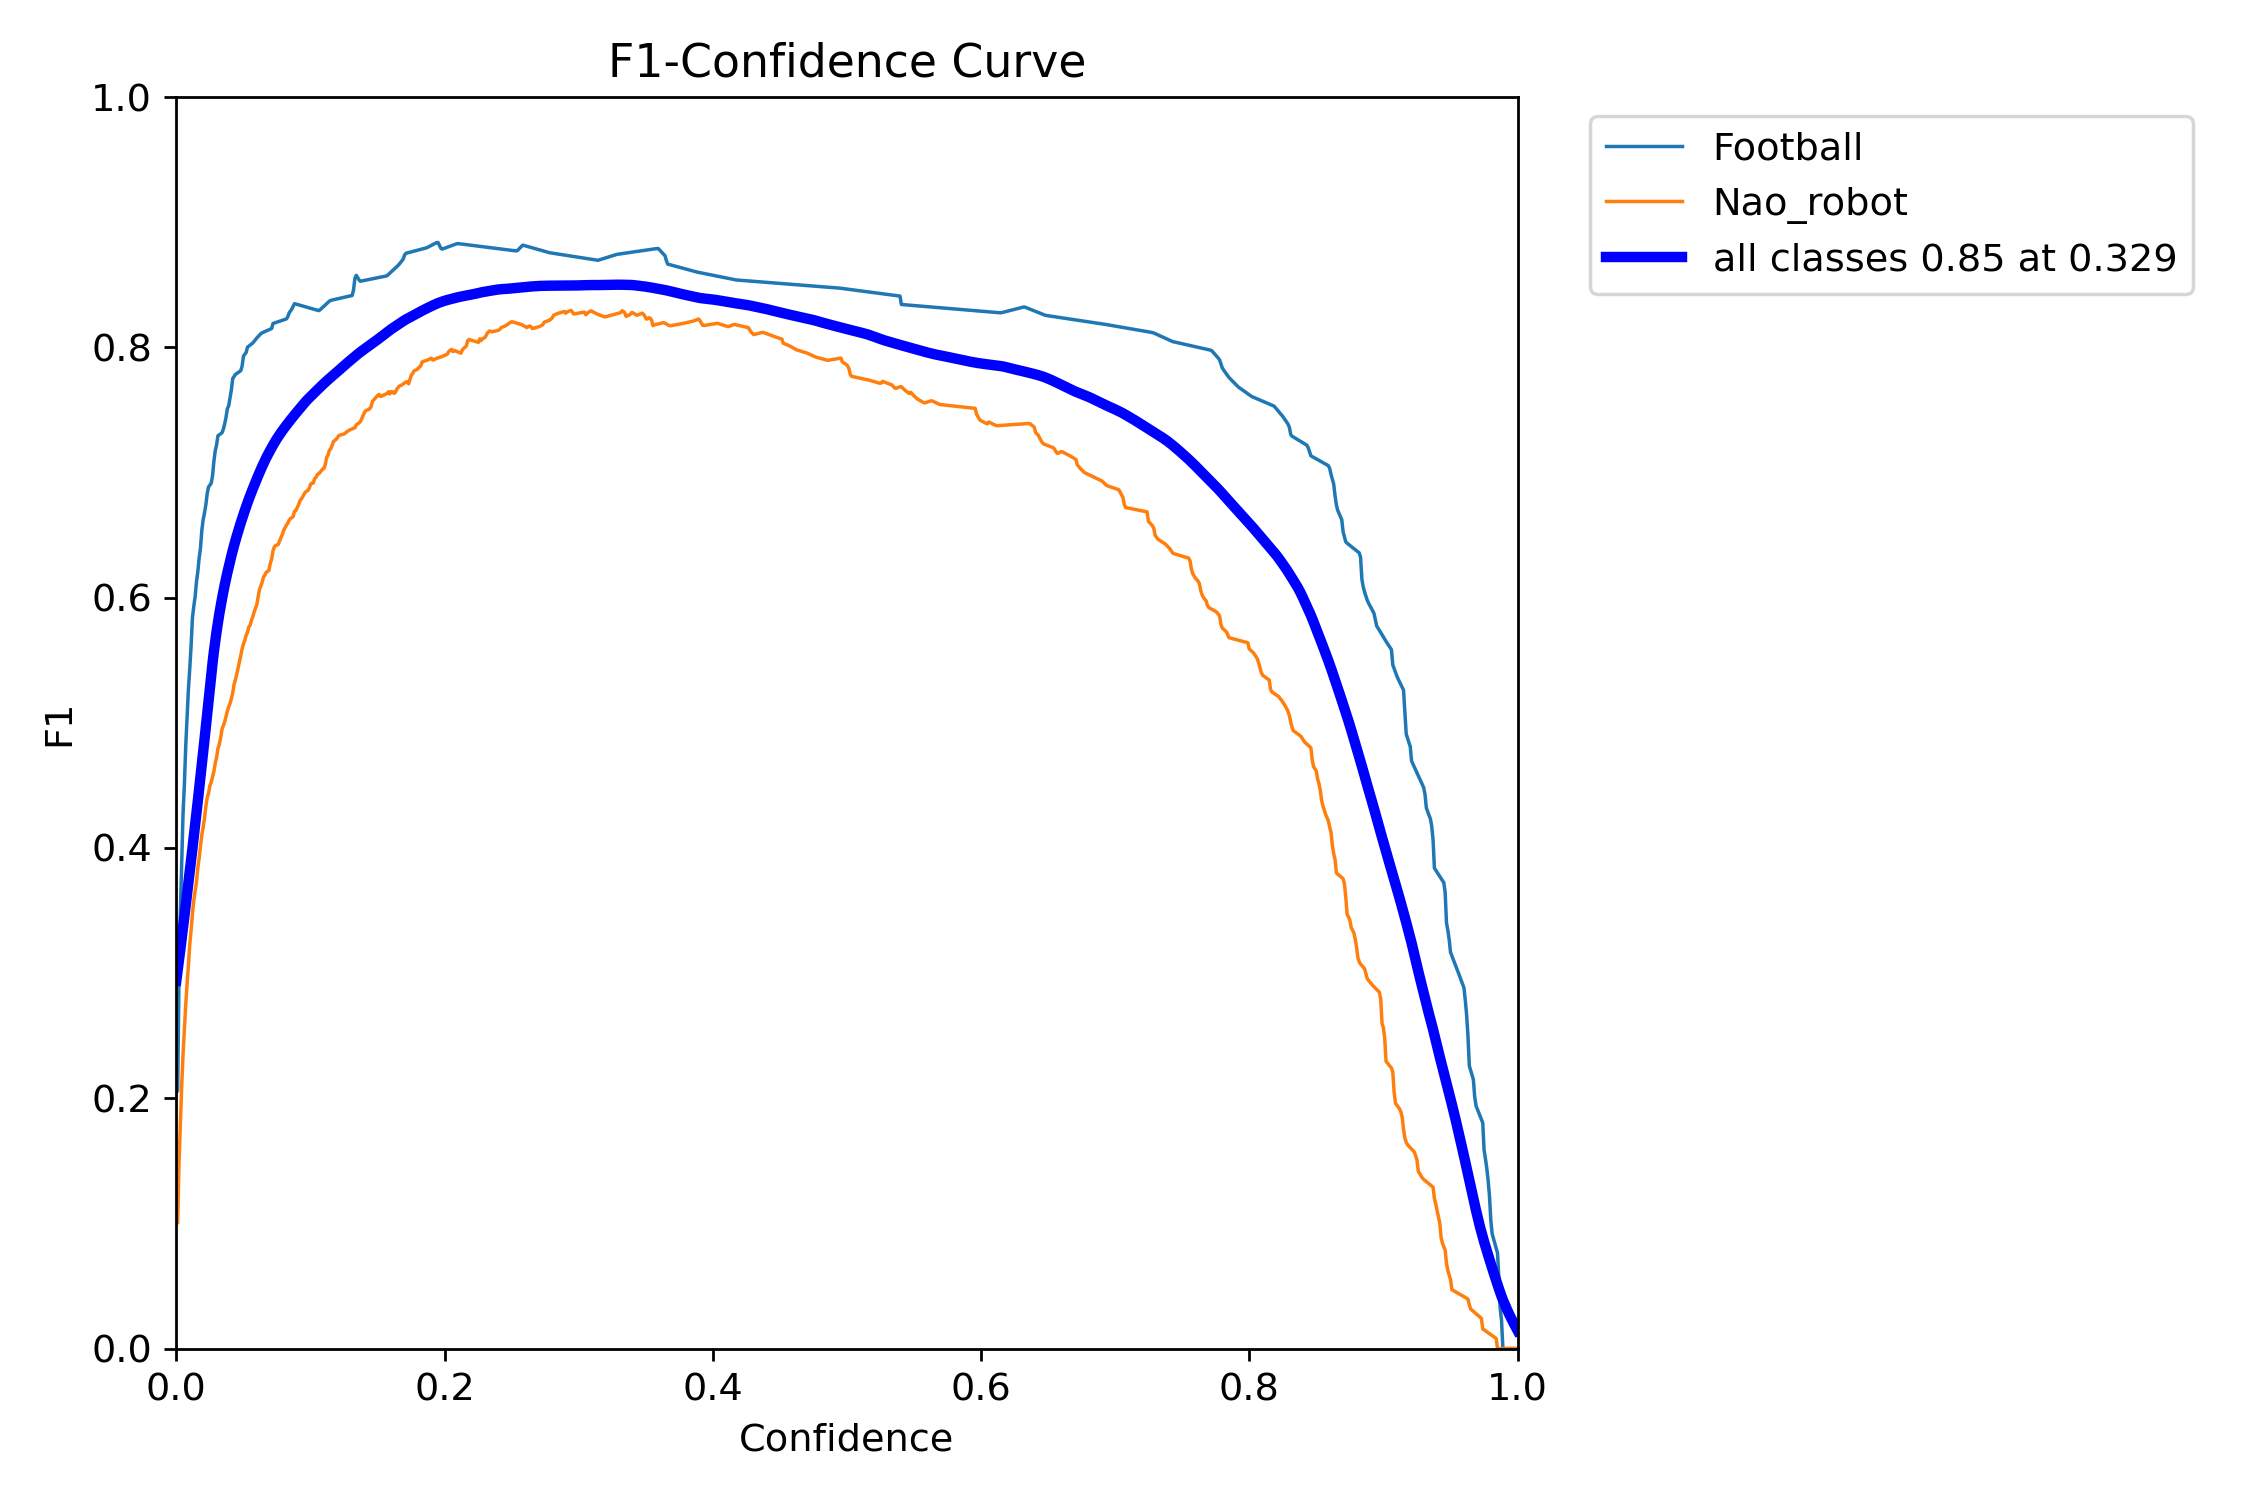 F1-Confidence Curve
1.0
0.8
0.6
0.4
0.2
0.0
F1
0.0 0.2 0.4 0.6 0.8 1.0
Confidence
Football
Nao_robot
all classes 0.85 at 0.329